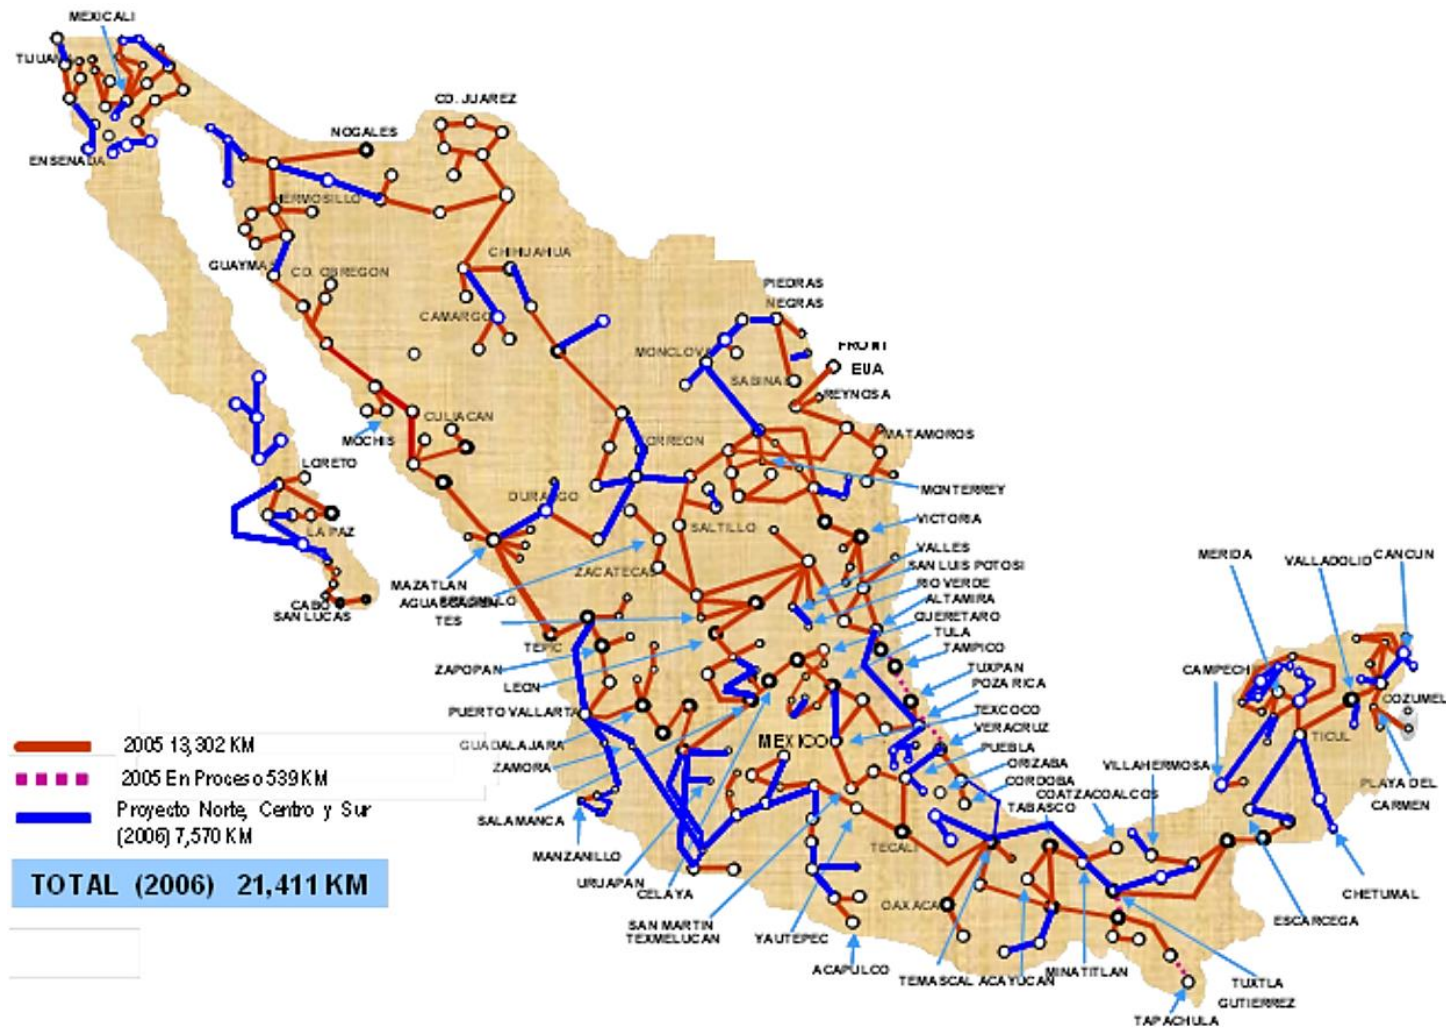 MEXICALI
TIJUANA
ENSENADA
NOGALES
CD. JUAREZ
HERMOSILLO
GUAYMAS
CD. OBREGON
CHIHUAHUA
CAMARGO
PIEDRAS
NEGRAS
MONCLOVA
SABINAS
EUA
REYNOSA
MATAMOROS
CULIACAN
MOCHIS
LORETO
LA PAZ
CABO
SAN LUCAS
DURANGO
SALTILLO
MONTERREY
VICTORIA
VALLES
SAN LUIS POTOSI
RIO VERDE
ALTAMIRA
QUERETARO
TULA
TAMPICO
TUXPAN
POZA RICA
TEXCOCO
VERACRUZ
PUEBLA
ORIZABA
CORDOBA
TABASCO
COATZACOALCOS
VILLAHERMOSA
ZACATECAS
MAZATLAN
TES
TEPIC
ZAPOPAN
LEON
PUERTO VALLARTA
GUADALAJARA
ZAMORA
SALAMANCA
MANZANILLO
URUAPAN
CELAYA
SAN MARTIN
TEXMELUCAN
YAUTEPEC
ACAPULCO
MEXICO
TECALI
OAXACA
TEMASCAL ACAYUCAN
MINATITLAN
TUXTLA
GUTIERREZ
TAPACHULA
MERIDA
VALLADOLID
CANCUN
CAMPECH
COZUMEL
TICUL
PLAYA DEL
CARMEN
CHETUMAL
ESCARCEGA
2005 13,302 KM
2005 En Proceso 539 KM
Proyecto Norte, Centro y Sur
(2006) 7,570 KM
TOTAL (2006) 21,411 KM